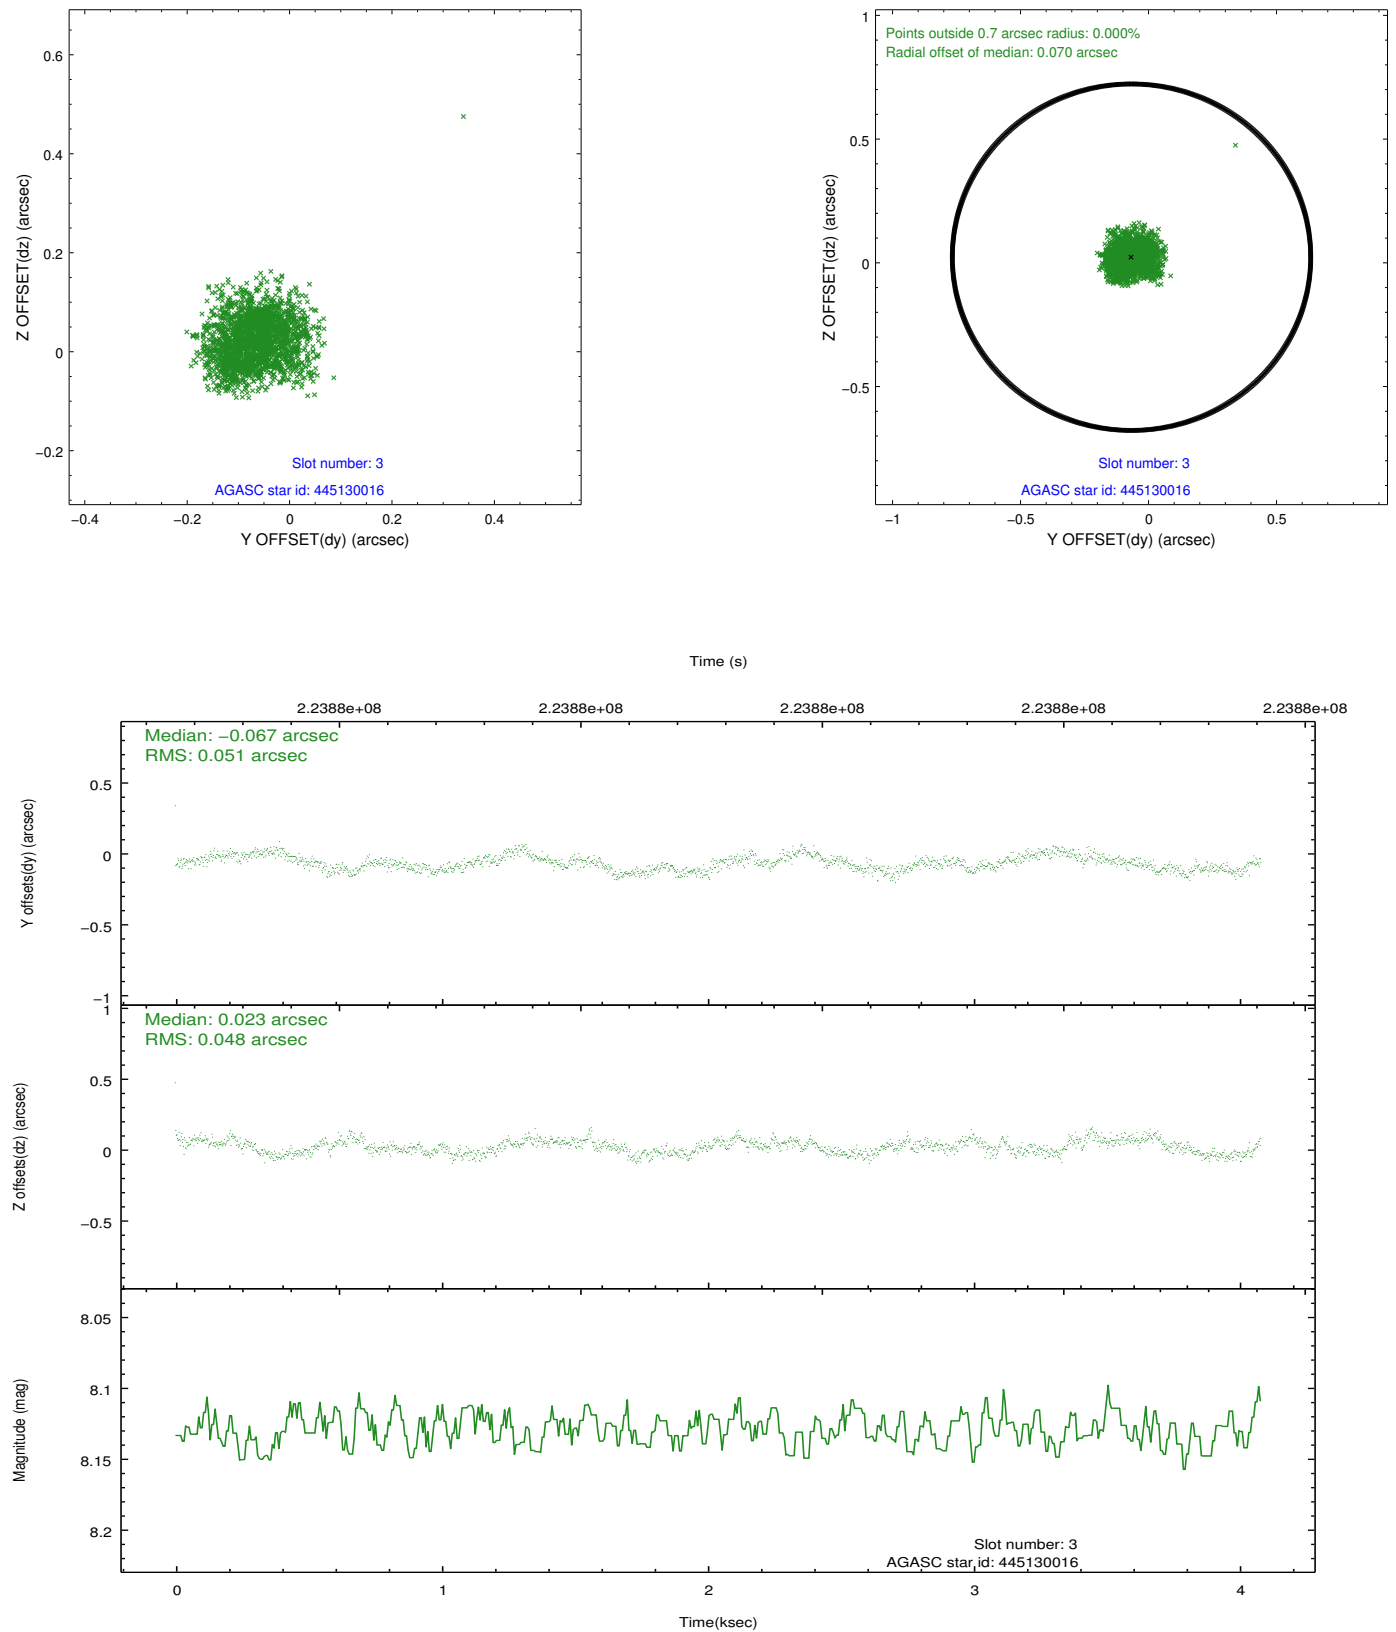 0.6
0.4
0.2
0
−0.2
Z OFFSET(dz) (arcsec)
Slot number: 3
AGASC star id: 445130016
−0.4
−0.2
0
0.2
0.4
Y OFFSET(dy) (arcsec)
Points outside 0.7 arcsec radius: 0.000%
Radial offset of median: 0.070 arcsec
1
0.5
0
−0.5
Z OFFSET(dz) (arcsec)
Slot number: 3
AGASC star id: 445130016
−1
−0.5
0
0.5
Y OFFSET(dy) (arcsec)
Time (s)
2.2388e+08
2.2388e+08
2.2388e+08
2.2388e+08
2.2388e+08
Median: −0.067 arcsec
RMS: 0.051 arcsec
0.5
0
−0.5
−1
Y offsets(dy) (arcsec)
Median: 0.023 arcsec
RMS: 0.048 arcsec
1
0.5
0
−0.5
Z offsets(dz) (arcsec)
8.05
8.1
8.15
8.2
Magnitude (mag)
Slot number: 3
AGASC star id: 445130016
0
1
2
3
4
Time(ksec)